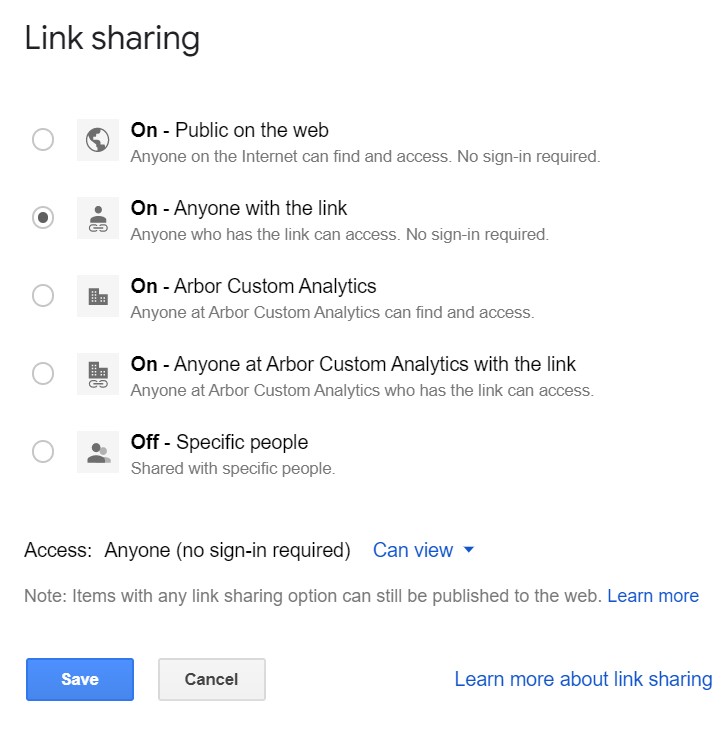 Link sharing
On - Public on the web
Anyone on the Internet can find and access. No sign-in required.
On - Anyone with the link
Anyone who has the link can access. No sign-in required.
On - Arbor Custom Analytics
Anyone at Arbor Custom Analytics can find and access.
On - Anyone at Arbor Custom Analytics with the link
Anyone at Arbor Custom Analytics who has the link can access.
Off - Specific people
Shared with specific people.
Access: Anyone (no sign-in required) Can view
Note: Items with any link sharing option can still be published to the web. Learn more
Save Cancel Learn more about link sharing